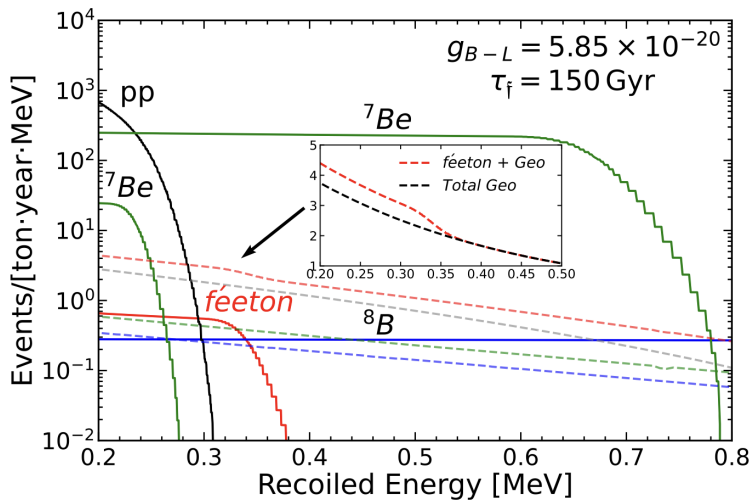 g_{B−L} = 5.85 × 10^{−20}
τ_{f̃} = 150 Gyr
Events/[ton·year·MeV]
10^4
10^3
10^2
10^1
10^0
10^{−1}
10^{−2}
pp
^7Be
^7Be
féeton
^8B
5
4
3
2
1
féeton + Geo
Total Geo
0.20 0.25 0.30 0.35 0.40 0.45 0.50
0.2 0.3 0.4 0.5 0.6 0.7 0.8
Recoiled Energy [MeV]